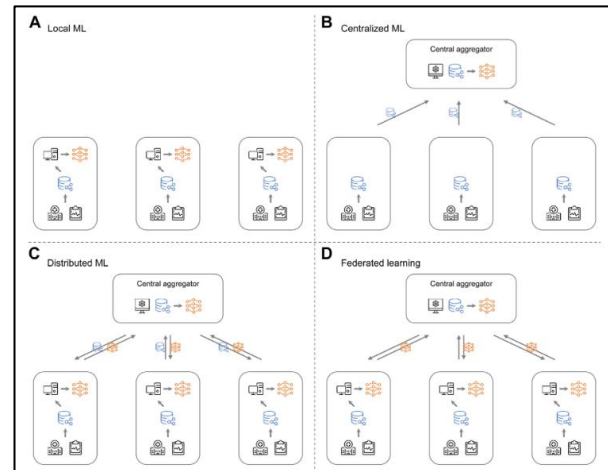 A Local ML
B Centralized ML
Central aggregator
C Distributed ML
Central aggregator
D Federated learning
Central aggregator